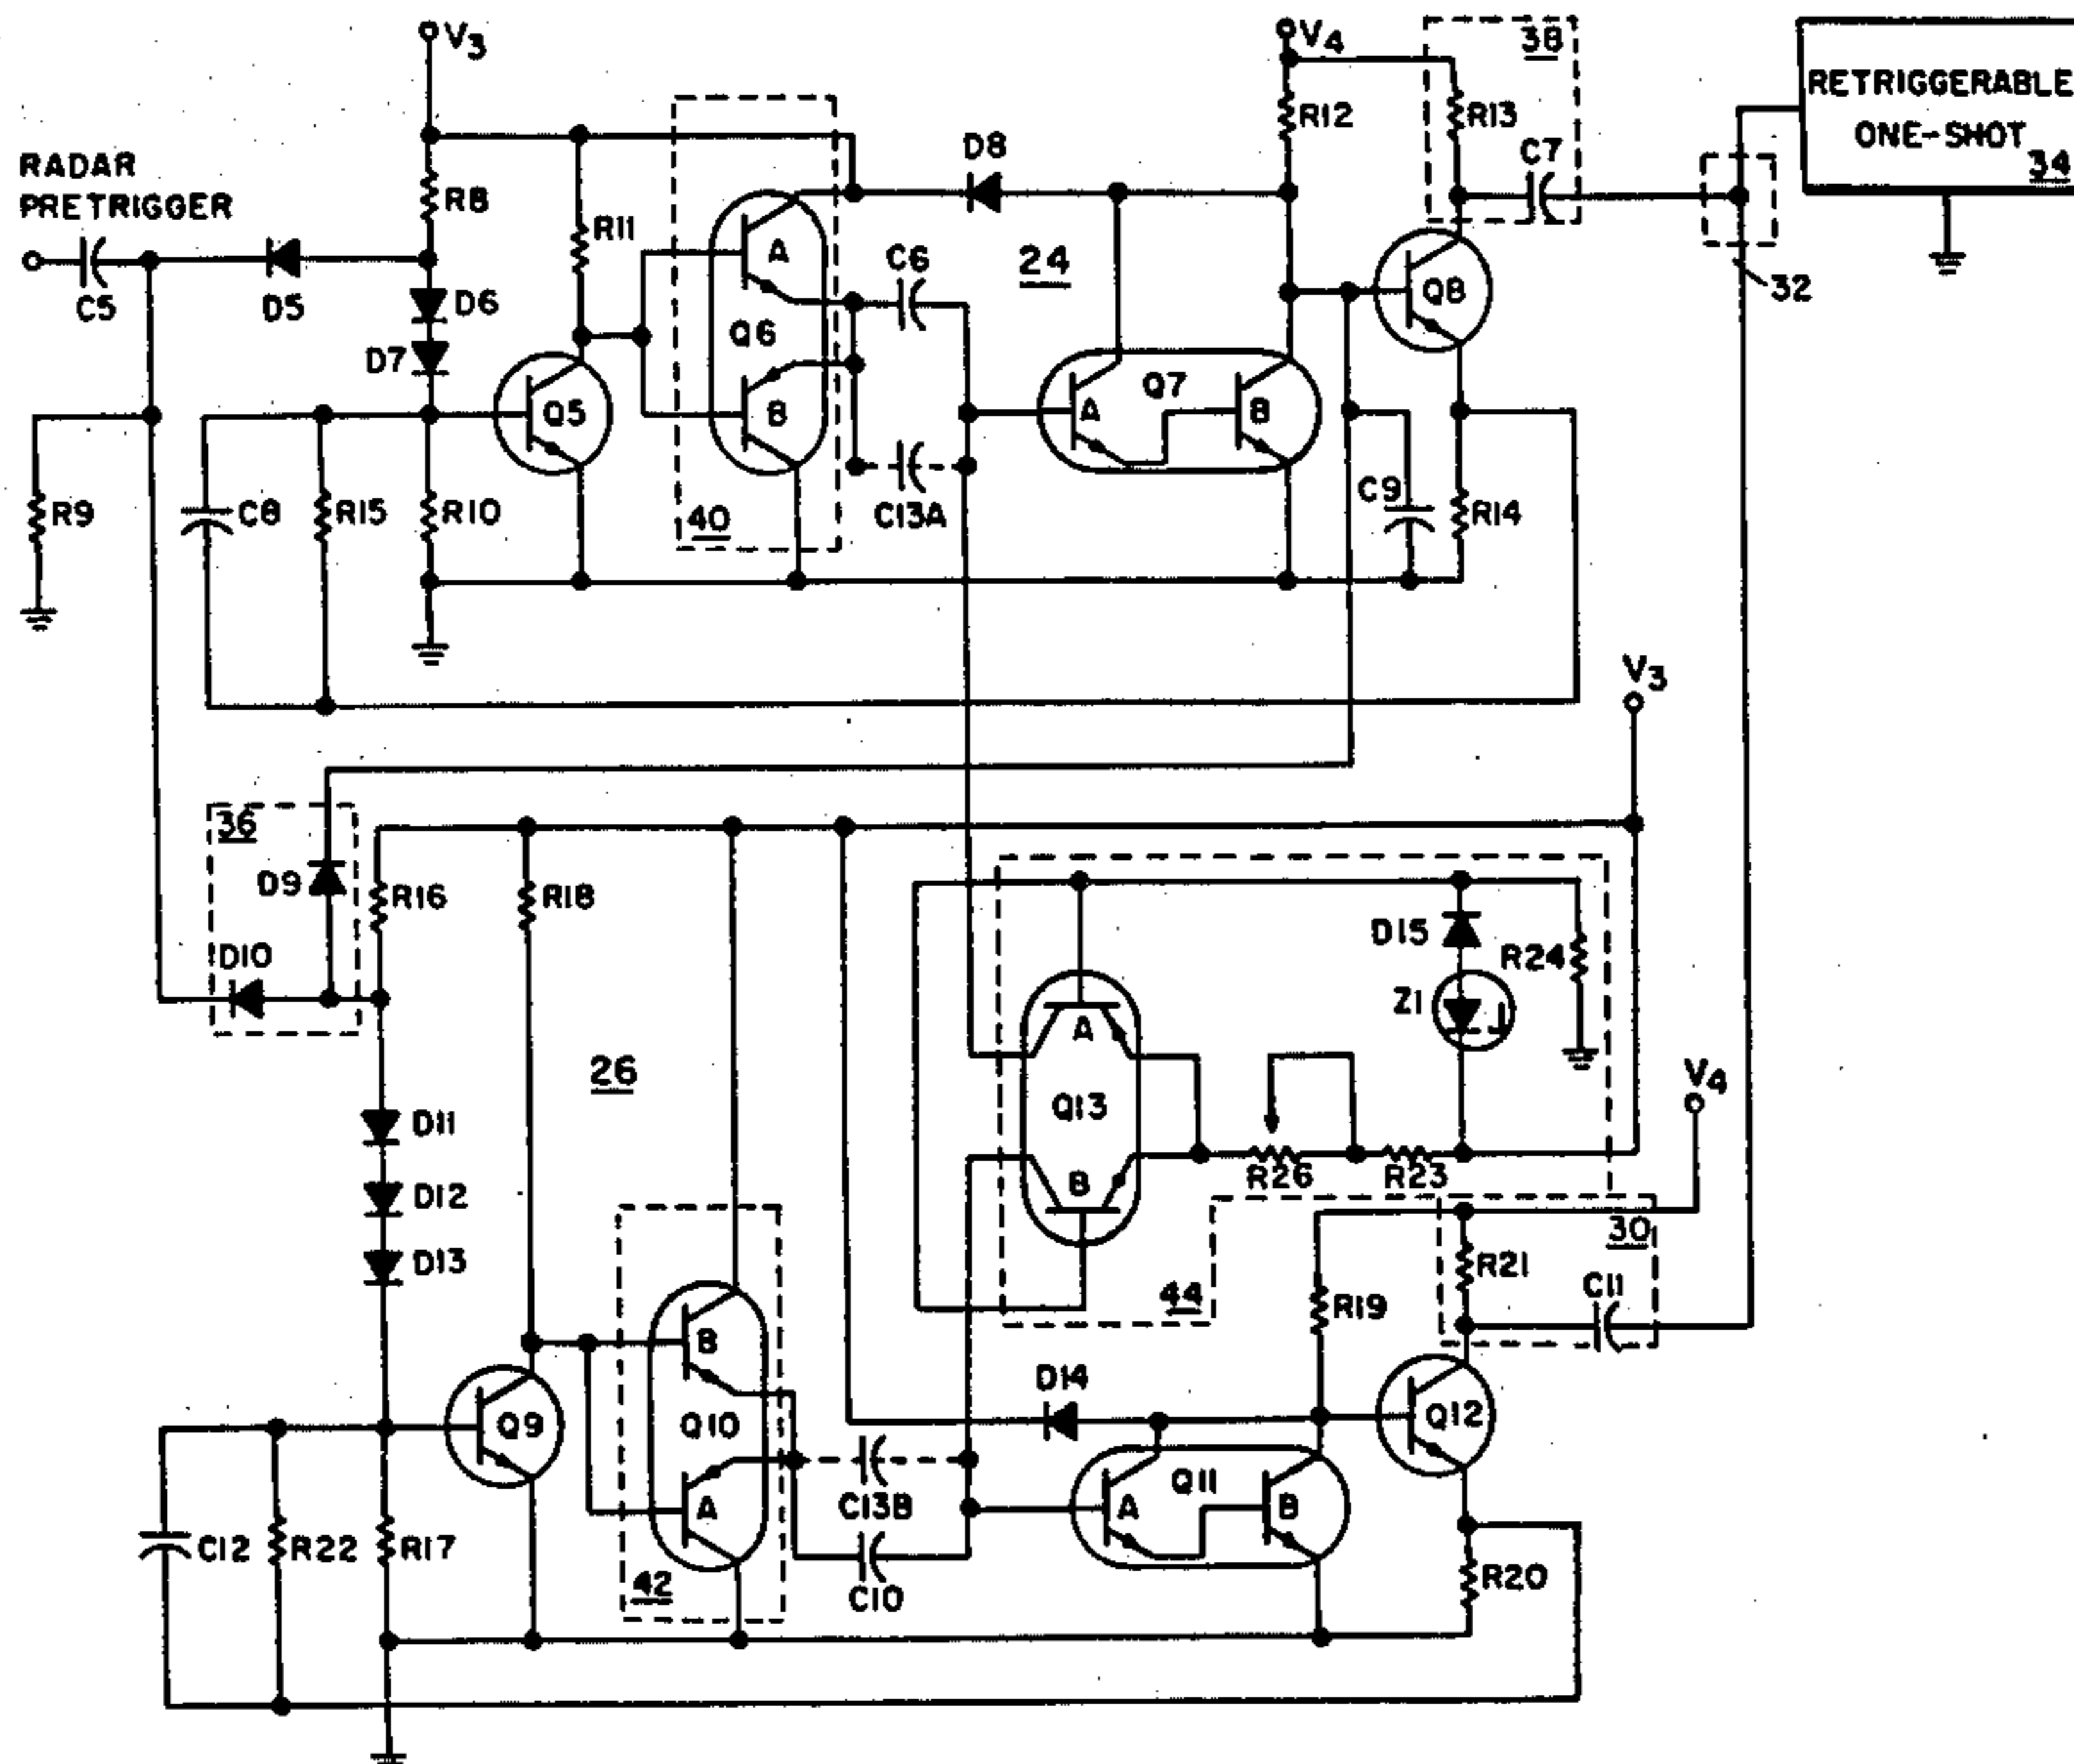 V3
V4
38
RETRIGGERABLE
ONE-SHOT
34
RADAR
PRETRIGGER
R8
R11
40
A
Q6
B
D8
R12
R13
C7
C5
D5
D6
D7
C6
24
Q8
32
Q5
Q7
A
B
R9
C8
R15
R10
C13A
C9
R14
V3
36
D9
R16
R18
D10
D15
R24
Z1
A
Q13
B
26
V4
D11
D12
D13
R26
R23
30
R21
C11
44
R19
B
Q10
A
42
D14
Q9
Q12
C13B
Q11
A
B
C12
R22
R17
C10
R20